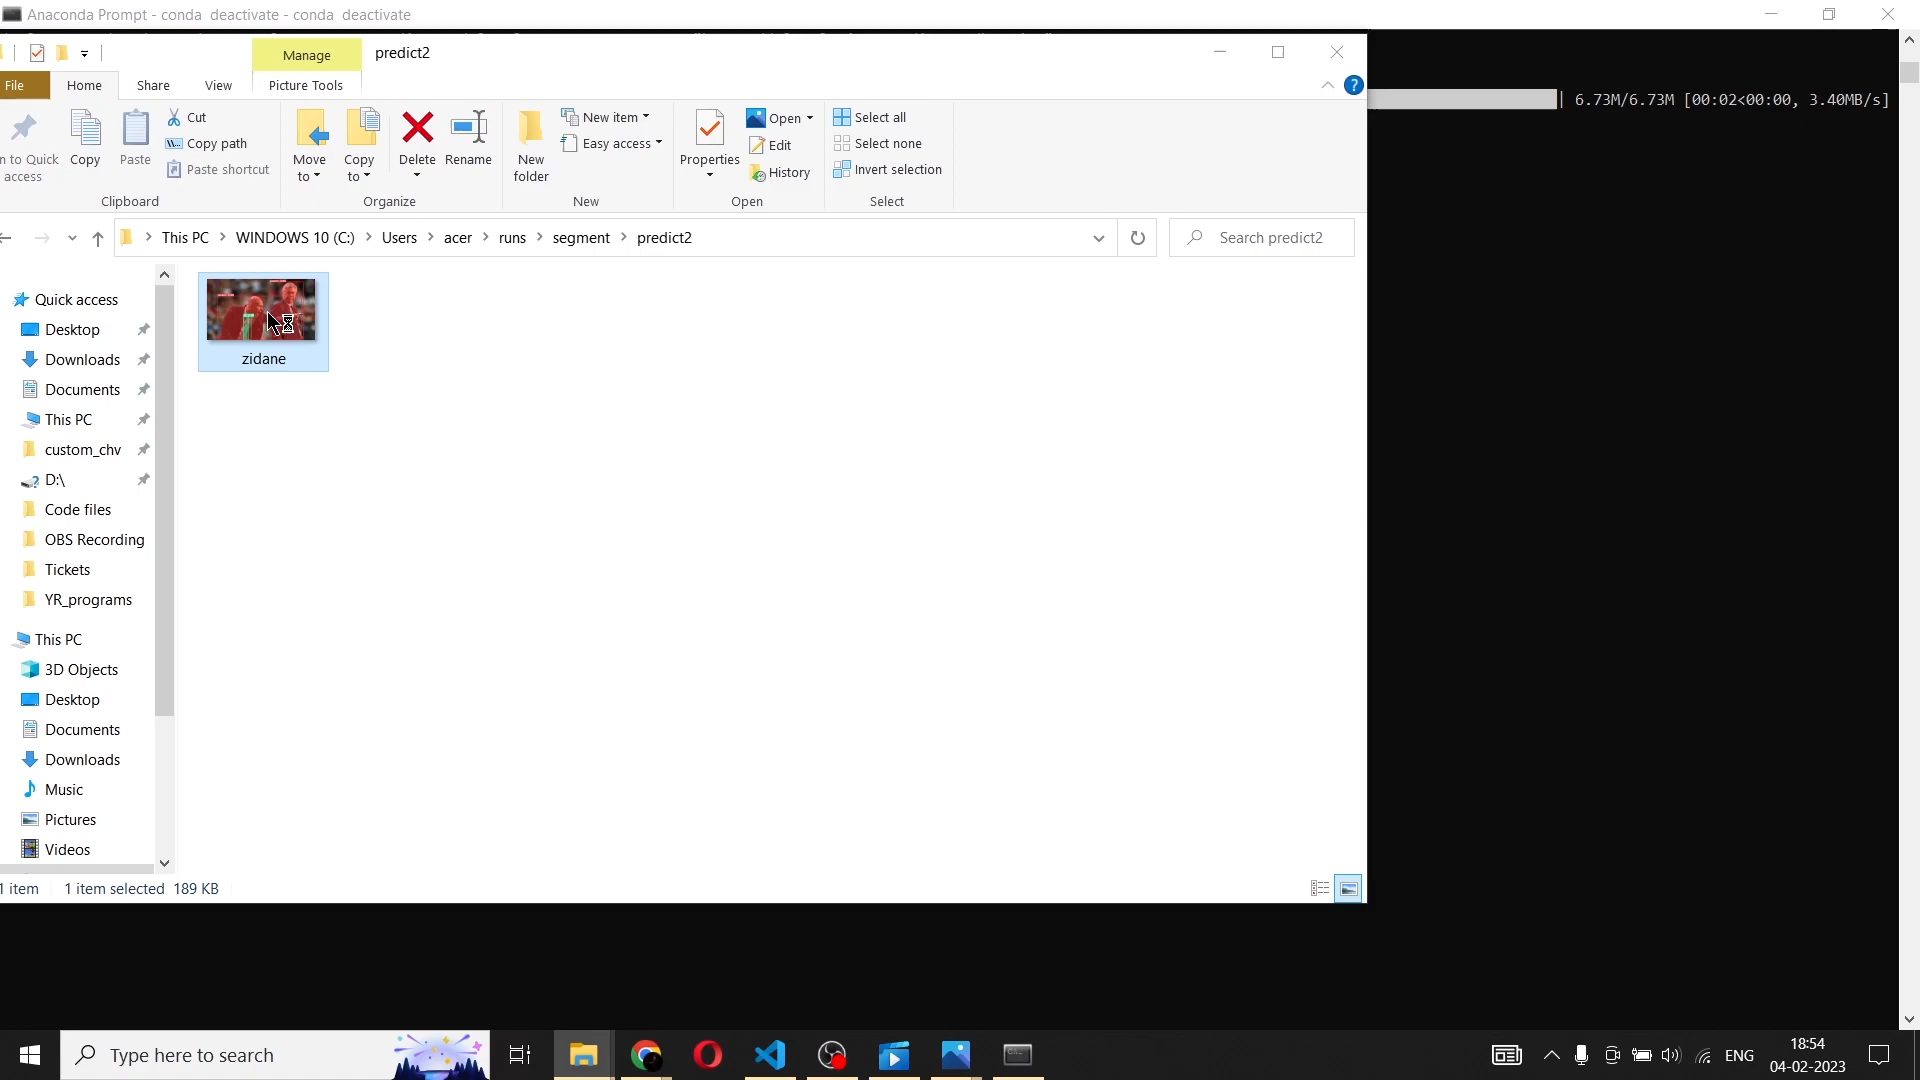 Anaconda Prompt - conda deactivate - conda deactivate
Manage predict2
File Home Share View Picture Tools
6.73M/6.73M [00:02<00:00, 3.40MB/s]
n to Quick access
Copy
Paste
Cut
Copy path
Paste shortcut
Clipboard
Move to
Copy to
Delete
Rename
Organize
New folder
New item
Easy access
New
Properties
Open
Edit
History
Open
Select all
Select none
Invert selection
Select
This PC WINDOWS 10 (C:) Users acer runs segment predict2
Search predict2
Quick access
Desktop
Downloads
Documents
This PC
custom_chv
D:\
Code files
OBS Recording
Tickets
YR_programs
This PC
3D Objects
Desktop
Documents
Downloads
Music
Pictures
Videos
zidane
1 item 1 item selected 189 KB
Type here to search
ENG
18:54
04-02-2023